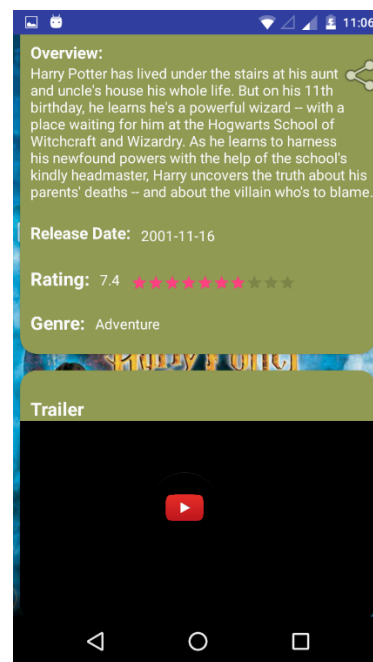 11:06
Overview:
Harry Potter has lived under the stairs at his aunt
and uncle's house his whole life. But on his 11th
birthday, he learns he's a powerful wizard -- with a
place waiting for him at the Hogwarts School of
Witchcraft and Wizardry. As he learns to harness
his newfound powers with the help of the school's
kindly headmaster, Harry uncovers the truth about his
parents' deaths -- and about the villain who's to blame.
Release Date: 2001-11-16
Rating: 7.4
Genre: Adventure
Harry Potter
Trailer